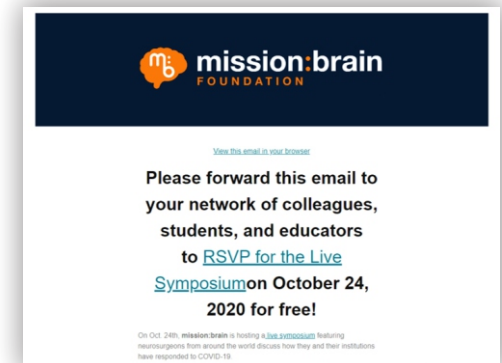 m:b mission:brain
FOUNDATION
View this email in your browser
Please forward this email to
your network of colleagues,
students, and educators
to RSVP for the Live
Symposiumon October 24,
2020 for free!
On Oct. 24th, mission:brain is hosting a live symposium featuring
neurosurgeons from around the world discuss how they and their institutions
have responded to COVID-19